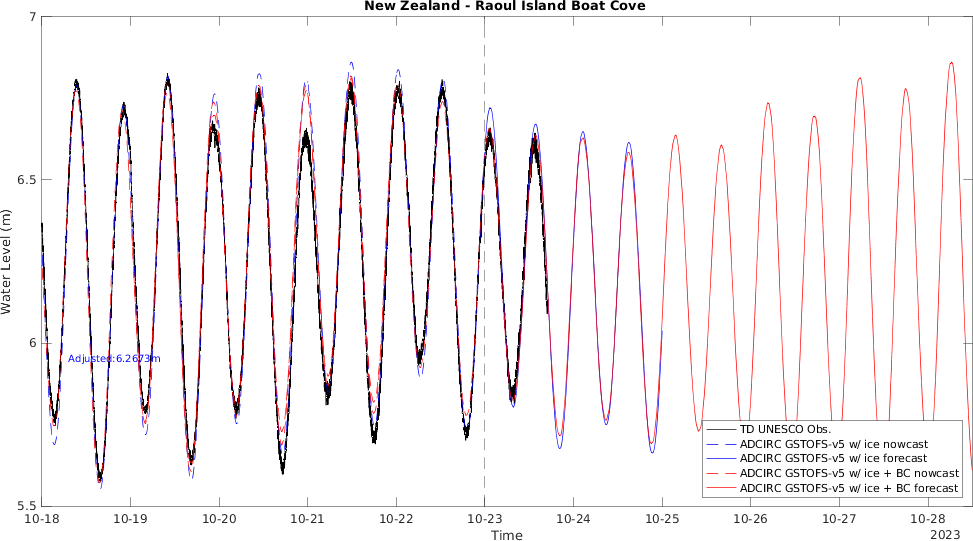 New Zealand - Raoul Island Boat Cove
7
6.5
6
5.5
Water Level (m)
Adjusted:6.2673m
TD UNESCO Obs.
ADCIRC GSTOFS-v5 w/ ice nowcast
ADCIRC GSTOFS-v5 w/ ice forecast
ADCIRC GSTOFS-v5 w/ ice + BC nowcast
ADCIRC GSTOFS-v5 w/ ice + BC forecast
10-18 10-19 10-20 10-21 10-22 10-23 10-24 10-25 10-26 10-27 10-28
Time
2023